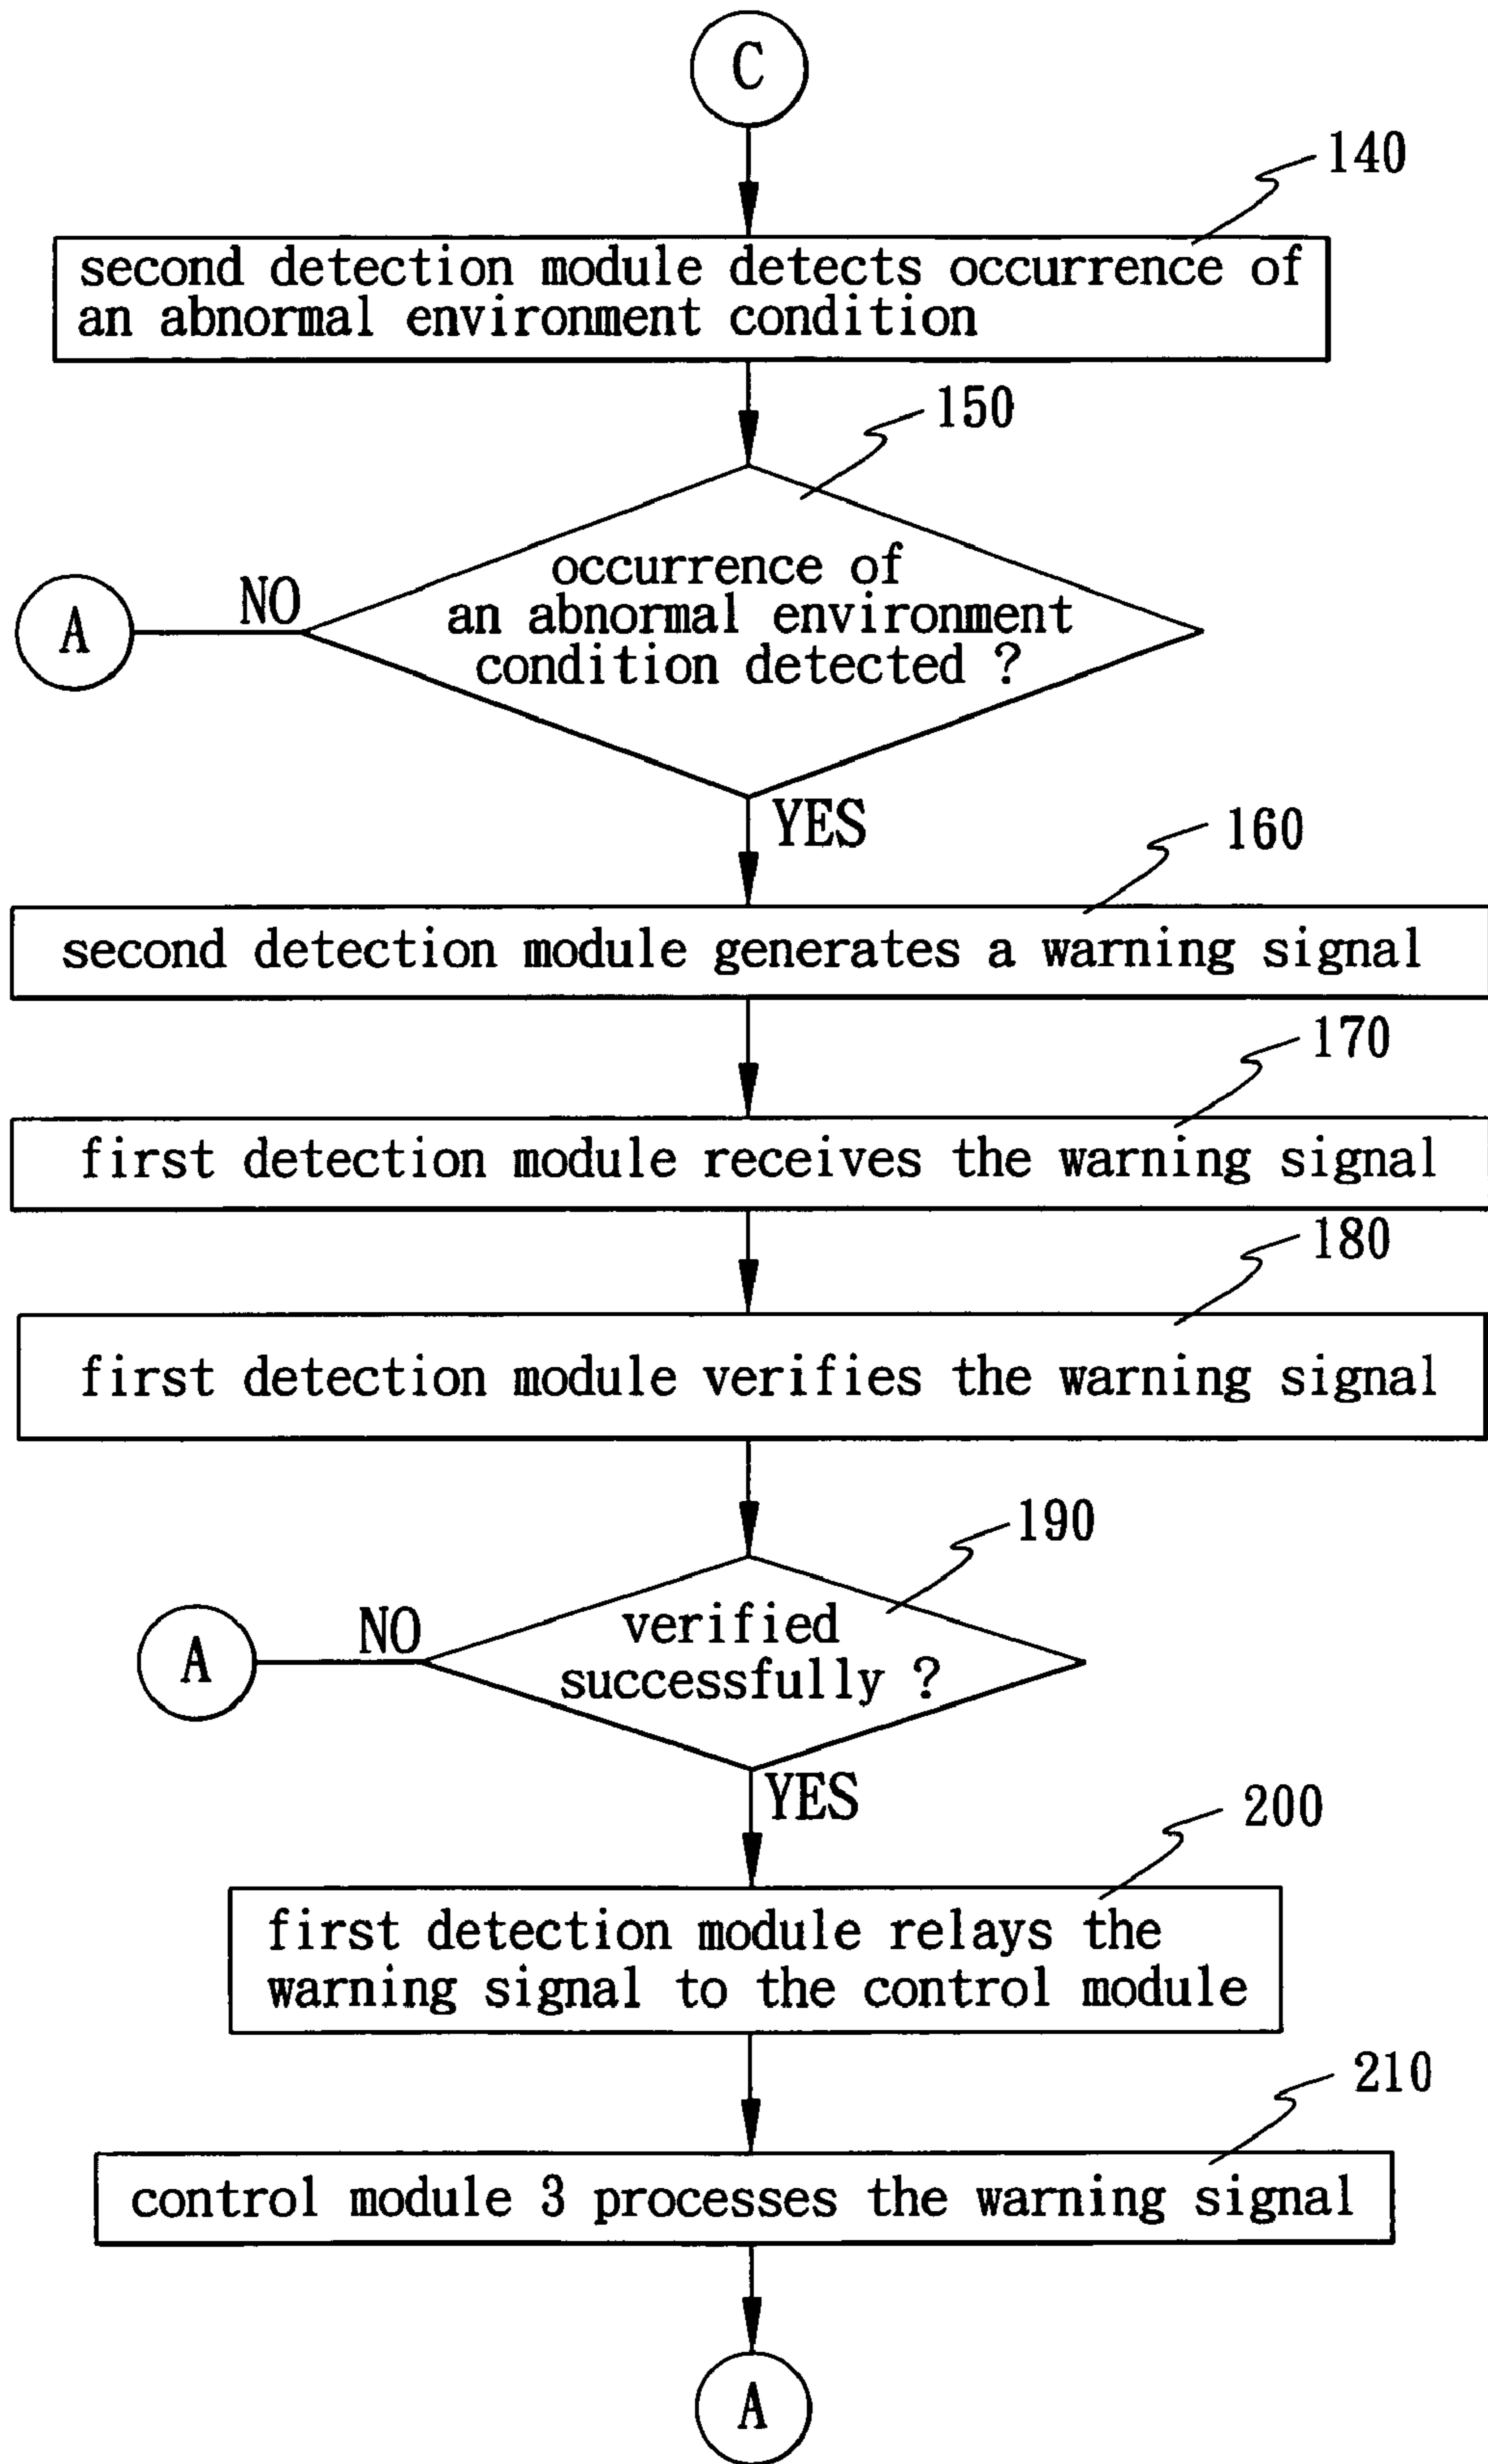 C
140
second detection module detects occurrence of
an abnormal environment condition
150
occurrence of
an abnormal environment
condition detected ?
NO
A
YES
160
second detection module generates a warning signal
170
first detection module receives the warning signal
180
first detection module verifies the warning signal
190
verified
successfully ?
NO
A
YES
200
first detection module relays the
warning signal to the control module
210
control module 3 processes the warning signal
A